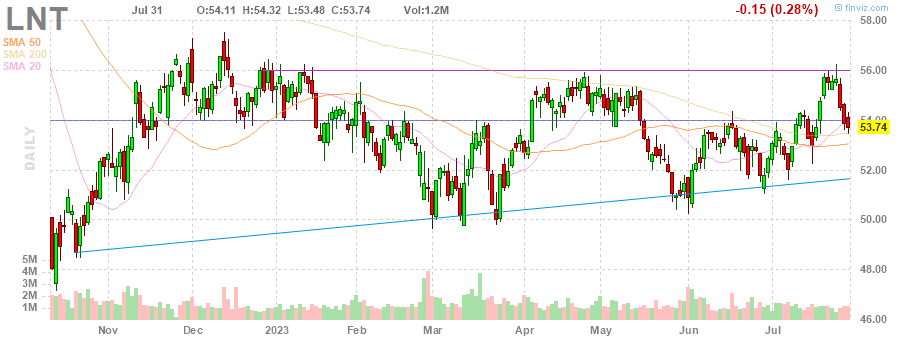 LNT
Jul 31 O:54.11 H:54.32 L:53.48 C:53.74 Vol:1.2M -0.15 (0.28%)
finviz.com
SMA 50
SMA 200
SMA 20
DAILY
58.00
56.00
54.00
53.74
52.00
50.00
48.00
46.00
5M
4M
3M
2M
1M
Nov Dec 2023 Feb Mar Apr May Jun Jul